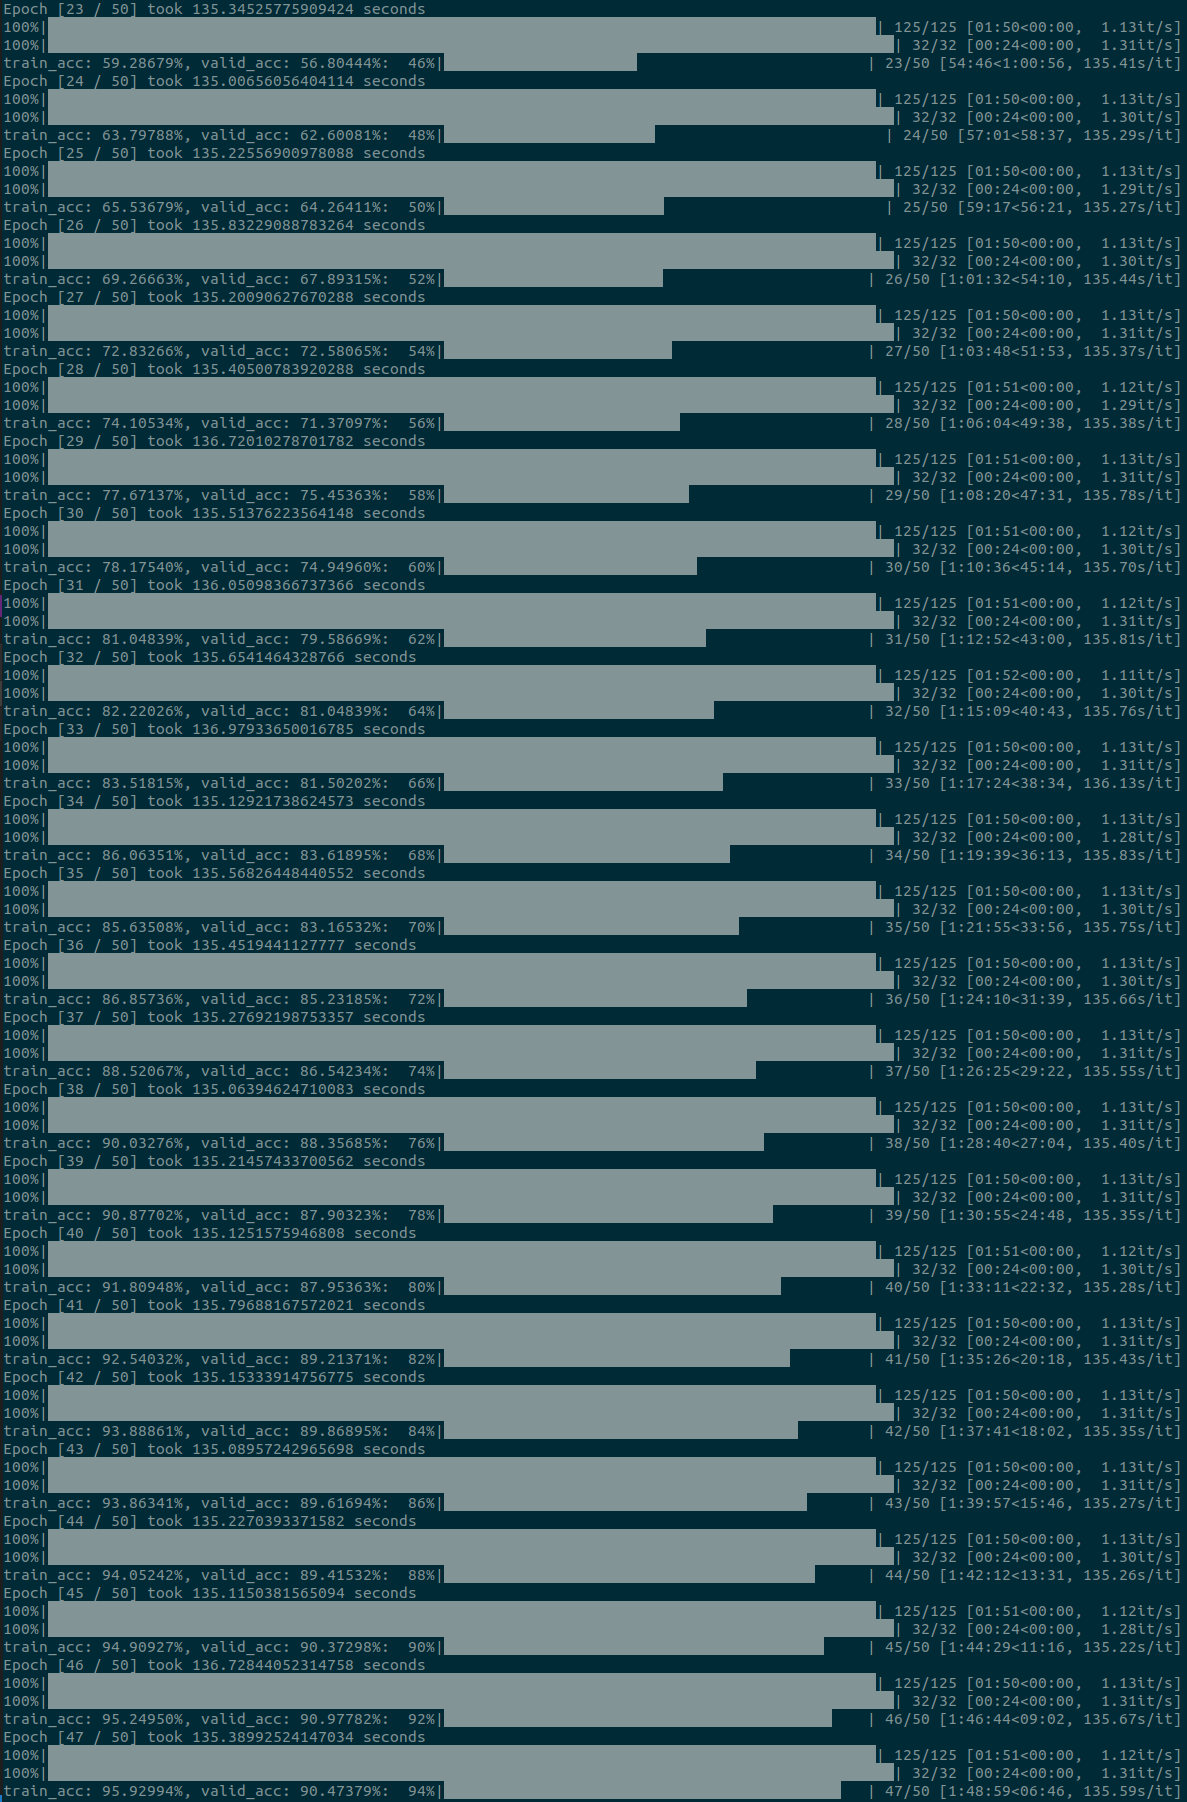 Epoch [23 / 50] took 135.34525775909424 seconds
100%| | 125/125 [01:50<00:00, 1.13it/s]
100%| | 32/32 [00:24<00:00, 1.31it/s]
train_acc: 59.28679%, valid_acc: 56.80444%: 46%| | 23/50 [54:46<1:00:56, 135.41s/it]
Epoch [24 / 50] took 135.00656056404114 seconds
100%| | 125/125 [01:50<00:00, 1.13it/s]
100%| | 32/32 [00:24<00:00, 1.30it/s]
train_acc: 63.79788%, valid_acc: 62.60081%: 48%| | 24/50 [57:01<58:37, 135.29s/it]
Epoch [25 / 50] took 135.22556900978088 seconds
100%| | 125/125 [01:50<00:00, 1.13it/s]
100%| | 32/32 [00:24<00:00, 1.29it/s]
train_acc: 65.53679%, valid_acc: 64.26411%: 50%| | 25/50 [59:17<56:21, 135.27s/it]
Epoch [26 / 50] took 135.83229088783264 seconds
100%| | 125/125 [01:50<00:00, 1.13it/s]
100%| | 32/32 [00:24<00:00, 1.30it/s]
train_acc: 69.26663%, valid_acc: 67.89315%: 52%| | 26/50 [1:01:32<54:10, 135.44s/it]
Epoch [27 / 50] took 135.20090627670288 seconds
100%| | 125/125 [01:50<00:00, 1.13it/s]
100%| | 32/32 [00:24<00:00, 1.31it/s]
train_acc: 72.83266%, valid_acc: 72.58065%: 54%| | 27/50 [1:03:48<51:53, 135.37s/it]
Epoch [28 / 50] took 135.40500783920288 seconds
100%| | 125/125 [01:51<00:00, 1.12it/s]
100%| | 32/32 [00:24<00:00, 1.29it/s]
train_acc: 74.10534%, valid_acc: 71.37097%: 56%| | 28/50 [1:06:04<49:38, 135.38s/it]
Epoch [29 / 50] took 136.72010278701782 seconds
100%| | 125/125 [01:51<00:00, 1.13it/s]
100%| | 32/32 [00:24<00:00, 1.31it/s]
train_acc: 77.67137%, valid_acc: 75.45363%: 58%| | 29/50 [1:08:20<47:31, 135.78s/it]
Epoch [30 / 50] took 135.51376223564148 seconds
100%| | 125/125 [01:51<00:00, 1.12it/s]
100%| | 32/32 [00:24<00:00, 1.30it/s]
train_acc: 78.17540%, valid_acc: 74.94960%: 60%| | 30/50 [1:10:36<45:14, 135.70s/it]
Epoch [31 / 50] took 136.05098366737366 seconds
100%| | 125/125 [01:51<00:00, 1.12it/s]
100%| | 32/32 [00:24<00:00, 1.31it/s]
train_acc: 81.04839%, valid_acc: 79.58669%: 62%| | 31/50 [1:12:52<43:00, 135.81s/it]
Epoch [32 / 50] took 135.6541464328766 seconds
100%| | 125/125 [01:52<00:00, 1.11it/s]
100%| | 32/32 [00:24<00:00, 1.30it/s]
train_acc: 82.22026%, valid_acc: 81.04839%: 64%| | 32/50 [1:15:09<40:43, 135.76s/it]
Epoch [33 / 50] took 136.97933650016785 seconds
100%| | 125/125 [01:50<00:00, 1.13it/s]
100%| | 32/32 [00:24<00:00, 1.31it/s]
train_acc: 83.51815%, valid_acc: 81.50202%: 66%| | 33/50 [1:17:24<38:34, 136.13s/it]
Epoch [34 / 50] took 135.12921738624573 seconds
100%| | 125/125 [01:50<00:00, 1.13it/s]
100%| | 32/32 [00:24<00:00, 1.28it/s]
train_acc: 86.06351%, valid_acc: 83.61895%: 68%| | 34/50 [1:19:39<36:13, 135.83s/it]
Epoch [35 / 50] took 135.56826448440552 seconds
100%| | 125/125 [01:50<00:00, 1.13it/s]
100%| | 32/32 [00:24<00:00, 1.30it/s]
train_acc: 85.63508%, valid_acc: 83.16532%: 70%| | 35/50 [1:21:55<33:56, 135.75s/it]
Epoch [36 / 50] took 135.4519441127777 seconds
100%| | 125/125 [01:50<00:00, 1.13it/s]
100%| | 32/32 [00:24<00:00, 1.30it/s]
train_acc: 86.85736%, valid_acc: 85.23185%: 72%| | 36/50 [1:24:10<31:39, 135.66s/it]
Epoch [37 / 50] took 135.27692198753357 seconds
100%| | 125/125 [01:50<00:00, 1.13it/s]
100%| | 32/32 [00:24<00:00, 1.31it/s]
train_acc: 88.52067%, valid_acc: 86.54234%: 74%| | 37/50 [1:26:25<29:22, 135.55s/it]
Epoch [38 / 50] took 135.06394624710083 seconds
100%| | 125/125 [01:50<00:00, 1.13it/s]
100%| | 32/32 [00:24<00:00, 1.31it/s]
train_acc: 90.03276%, valid_acc: 88.35685%: 76%| | 38/50 [1:28:40<27:04, 135.40s/it]
Epoch [39 / 50] took 135.21457433700562 seconds
100%| | 125/125 [01:50<00:00, 1.13it/s]
100%| | 32/32 [00:24<00:00, 1.31it/s]
train_acc: 90.87702%, valid_acc: 87.90323%: 78%| | 39/50 [1:30:55<24:48, 135.35s/it]
Epoch [40 / 50] took 135.1251575946808 seconds
100%| | 125/125 [01:51<00:00, 1.12it/s]
100%| | 32/32 [00:24<00:00, 1.30it/s]
train_acc: 91.80948%, valid_acc: 87.95363%: 80%| | 40/50 [1:33:11<22:32, 135.28s/it]
Epoch [41 / 50] took 135.79688167572021 seconds
100%| | 125/125 [01:50<00:00, 1.13it/s]
100%| | 32/32 [00:24<00:00, 1.31it/s]
train_acc: 92.54032%, valid_acc: 89.21371%: 82%| | 41/50 [1:35:26<20:18, 135.43s/it]
Epoch [42 / 50] took 135.15333914756775 seconds
100%| | 125/125 [01:50<00:00, 1.13it/s]
100%| | 32/32 [00:24<00:00, 1.31it/s]
train_acc: 93.88861%, valid_acc: 89.86895%: 84%| | 42/50 [1:37:41<18:02, 135.35s/it]
Epoch [43 / 50] took 135.08957242965698 seconds
100%| | 125/125 [01:50<00:00, 1.13it/s]
100%| | 32/32 [00:24<00:00, 1.31it/s]
train_acc: 93.86341%, valid_acc: 89.61694%: 86%| | 43/50 [1:39:57<15:46, 135.27s/it]
Epoch [44 / 50] took 135.2270393371582 seconds
100%| | 125/125 [01:50<00:00, 1.13it/s]
100%| | 32/32 [00:24<00:00, 1.30it/s]
train_acc: 94.05242%, valid_acc: 89.41532%: 88%| | 44/50 [1:42:12<13:31, 135.26s/it]
Epoch [45 / 50] took 135.1150381565094 seconds
100%| | 125/125 [01:51<00:00, 1.12it/s]
100%| | 32/32 [00:24<00:00, 1.28it/s]
train_acc: 94.90927%, valid_acc: 90.37298%: 90%| | 45/50 [1:44:29<11:16, 135.22s/it]
Epoch [46 / 50] took 136.72844052314758 seconds
100%| | 125/125 [01:50<00:00, 1.13it/s]
100%| | 32/32 [00:24<00:00, 1.31it/s]
train_acc: 95.24950%, valid_acc: 90.97782%: 92%| | 46/50 [1:46:44<09:02, 135.67s/it]
Epoch [47 / 50] took 135.38992524147034 seconds
100%| | 125/125 [01:51<00:00, 1.12it/s]
100%| | 32/32 [00:24<00:00, 1.31it/s]
train_acc: 95.92994%, valid_acc: 90.47379%: 94%| | 47/50 [1:48:59<06:46, 135.59s/it]